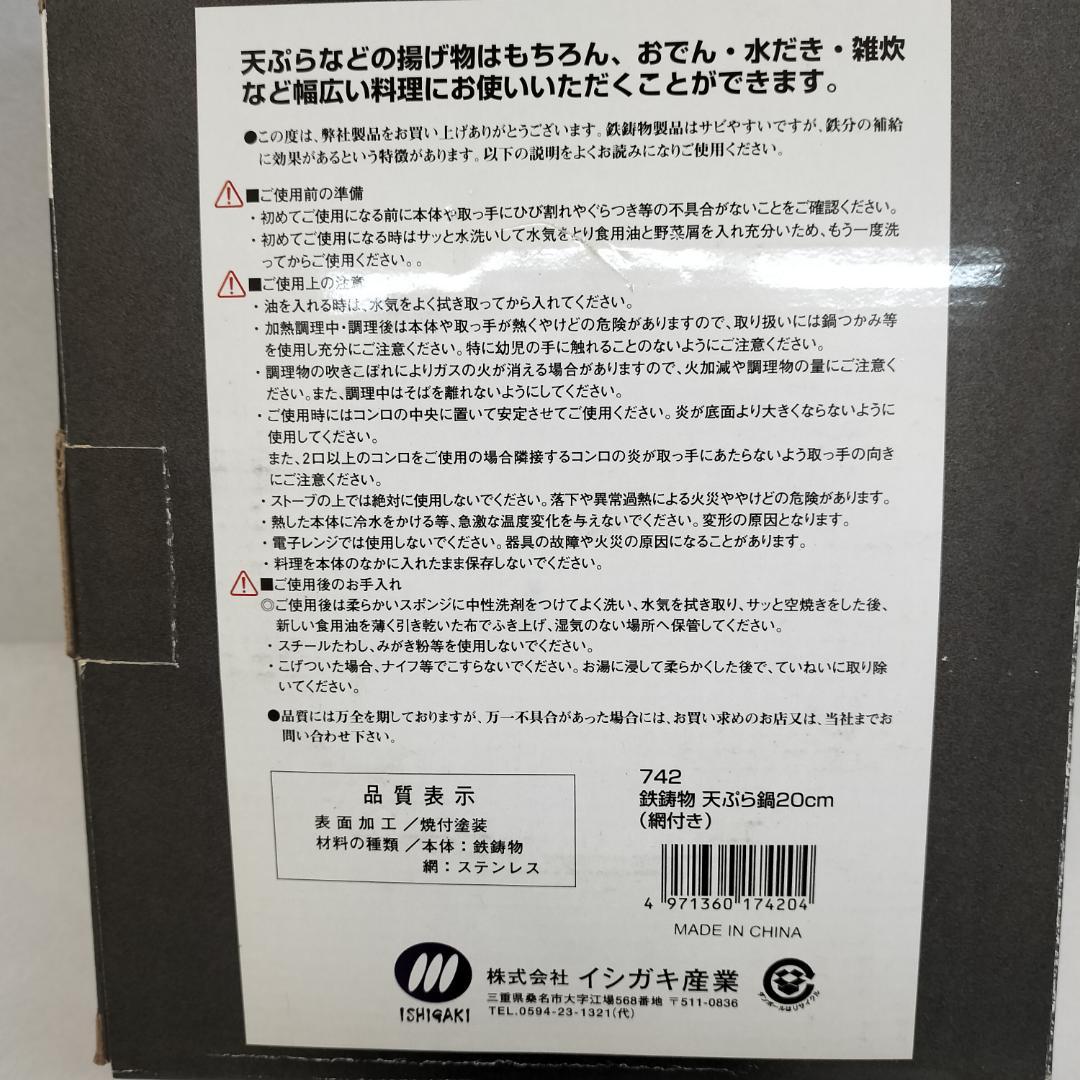 天ぷらなどの揚げ物はもちろん、おでん・水だき・雑炊
など幅広い料理にお使いいただくことができます。
●この度は、弊社製品をお買い上げありがとうございます。鉄鋳物製品はサビやすいですが、鉄分の補給
に効果があるという特徴があります。以下の説明をよくお読みになりご使用ください。
■ご使用前の準備
・初めてご使用になる前に本体や取っ手にひび割れやぐらつき等の不具合がないことをご確認ください。
・初めてご使用になる時はサッと水洗いして水気をとり食用油と野菜屑を入れ充分いため、もう一度洗
ってからご使用ください。。
■ご使用上の注意
・油を入れる時は、水気をよく拭き取ってから入れてください。
・加熱調理中・調理後は本体や取っ手が熱くやけどの危険がありますので、取り扱いには鍋つかみ等
を使用し充分にご注意ください。特に幼児の手に触れることのないようにご注意ください。
・調理物の吹きこぼれによりガスの火が消える場合がありますので、火加減や調理物の量にご注意く
ださい。また、調理中はそばを離れないようにしてください。
・ご使用時にはコンロの中央に置いて安定させてご使用ください。炎が底面より大きくならないように
使用してください。
また、2口以上のコンロをご使用の場合隣接するコンロの炎が取っ手にあたらないよう取っ手の向き
にご注意ください。
・ストーブの上では絶対に使用しないでください。落下や異常過熱による火災ややけどの危険があります。
・熱した本体に冷水をかける等、急激な温度変化を与えないでください。変形の原因となります。
・電子レンジでは使用しないでください。器具の故障や火災の原因になることがあります。
・料理を本体のなかに入れたまま保存しないでください。
■ご使用後のお手入れ
◎ご使用後は柔らかいスポンジに中性洗剤をつけてよく洗い、水気を拭き取り、サッと空焼きをした後、
新しい食用油を薄く引き乾いた布でふき上げ、湿気のない場所へ保管してください。
・スチールたわし、みがき粉等を使用しないでください。
・こげついた場合、ナイフ等でこすらないでください。お湯に浸して柔らかくした後で、ていねいに取り除
いてください。
●品質には万全を期しておりますが、万一不具合があった場合には、お買い求めのお店又は、当社までお
問い合わせ下さい。
品質表示
表面加工／焼付塗装
材料の種類／本体：鉄鋳物
網：ステンレス
742
鉄鋳物 天ぷら鍋20cm
（網付き）
4 971360 174204
MADE IN CHINA
ISHIGAKI
株式会社 イシガキ産業
三重県桑名市大字江場568番地 〒511-0836
TEL.0594-23-1321(代)
ダンボールはリサイクル